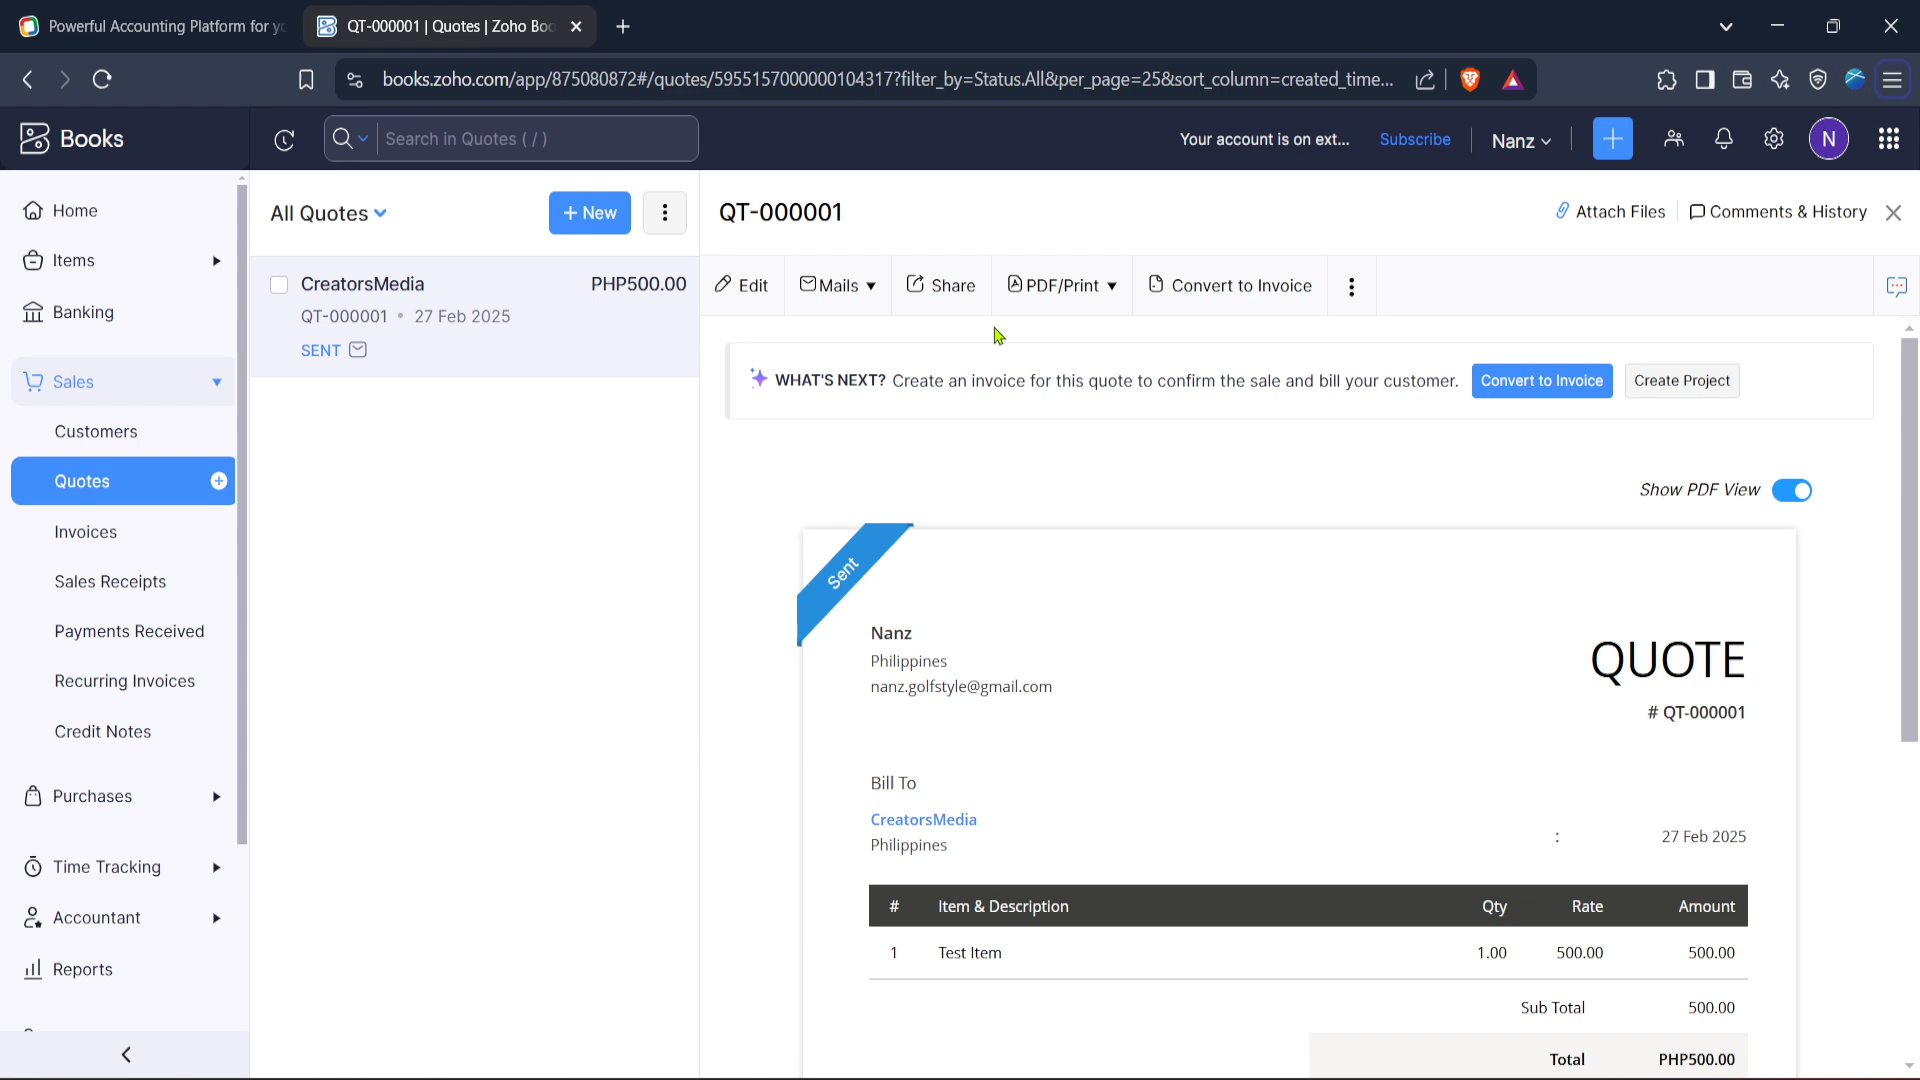 Powerful Accounting Platform for yo
QT-000001 | Quotes | Zoho Boo
books.zoho.com/app/875080872#/quotes/5955157000000104317?filter_by=Status.All&per_page=25&sort_column=created_time...
Books
Search in Quotes ( / )
Your account is on ext...
Subscribe
Nanz
N
Home
Items
Banking
Sales
Customers
Quotes
Invoices
Sales Receipts
Payments Received
Recurring Invoices
Credit Notes
Purchases
Time Tracking
Accountant
Reports
All Quotes
+ New
CreatorsMedia PHP500.00
QT-000001 • 27 Feb 2025
SENT
QT-000001
Attach Files
Comments & History
Edit
Mails
Share
PDF/Print
Convert to Invoice
WHAT'S NEXT? Create an invoice for this quote to confirm the sale and bill your customer.
Convert to Invoice
Create Project
Show PDF View
Sent
Nanz
Philippines
nanz.golfstyle@gmail.com
QUOTE
# QT-000001
Bill To
CreatorsMedia
Philippines
: 27 Feb 2025
# Item & Description Qty Rate Amount
1 Test Item 1.00 500.00 500.00
Sub Total 500.00
Total PHP500.00